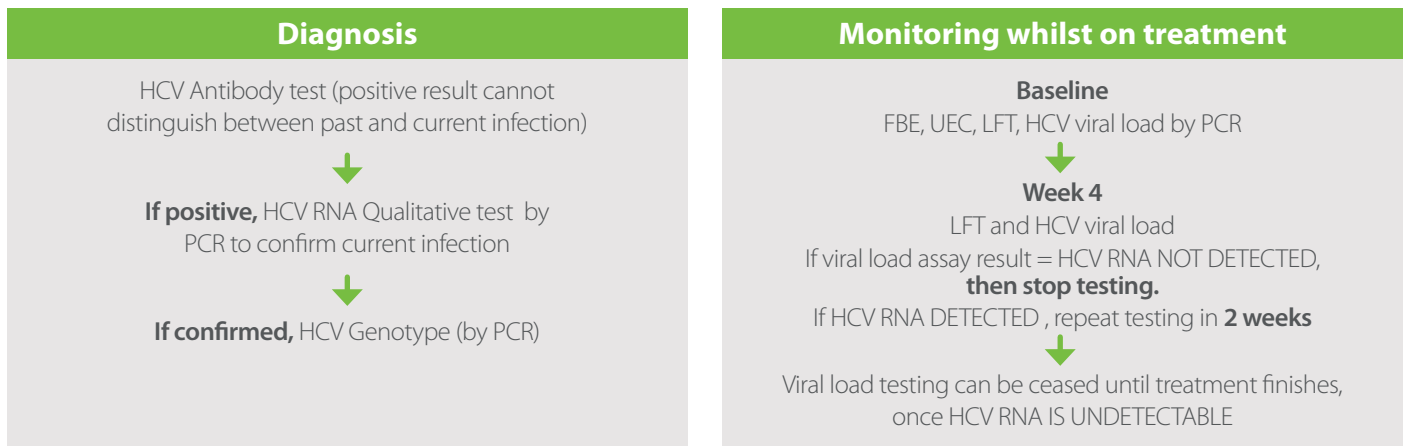 Diagnosis
HCV Antibody test (positive result cannot
distinguish between past and current infection)
If positive, HCV RNA Qualitative test by
PCR to confirm current infection
If confirmed, HCV Genotype (by PCR)
Monitoring whilst on treatment
Baseline
FBE, UEC, LFT, HCV viral load by PCR
Week 4
LFT and HCV viral load
If viral load assay result = HCV RNA NOT DETECTED,
then stop testing.
If HCV RNA DETECTED , repeat testing in 2 weeks
Viral load testing can be ceased until treatment finishes,
once HCV RNA IS UNDETECTABLE